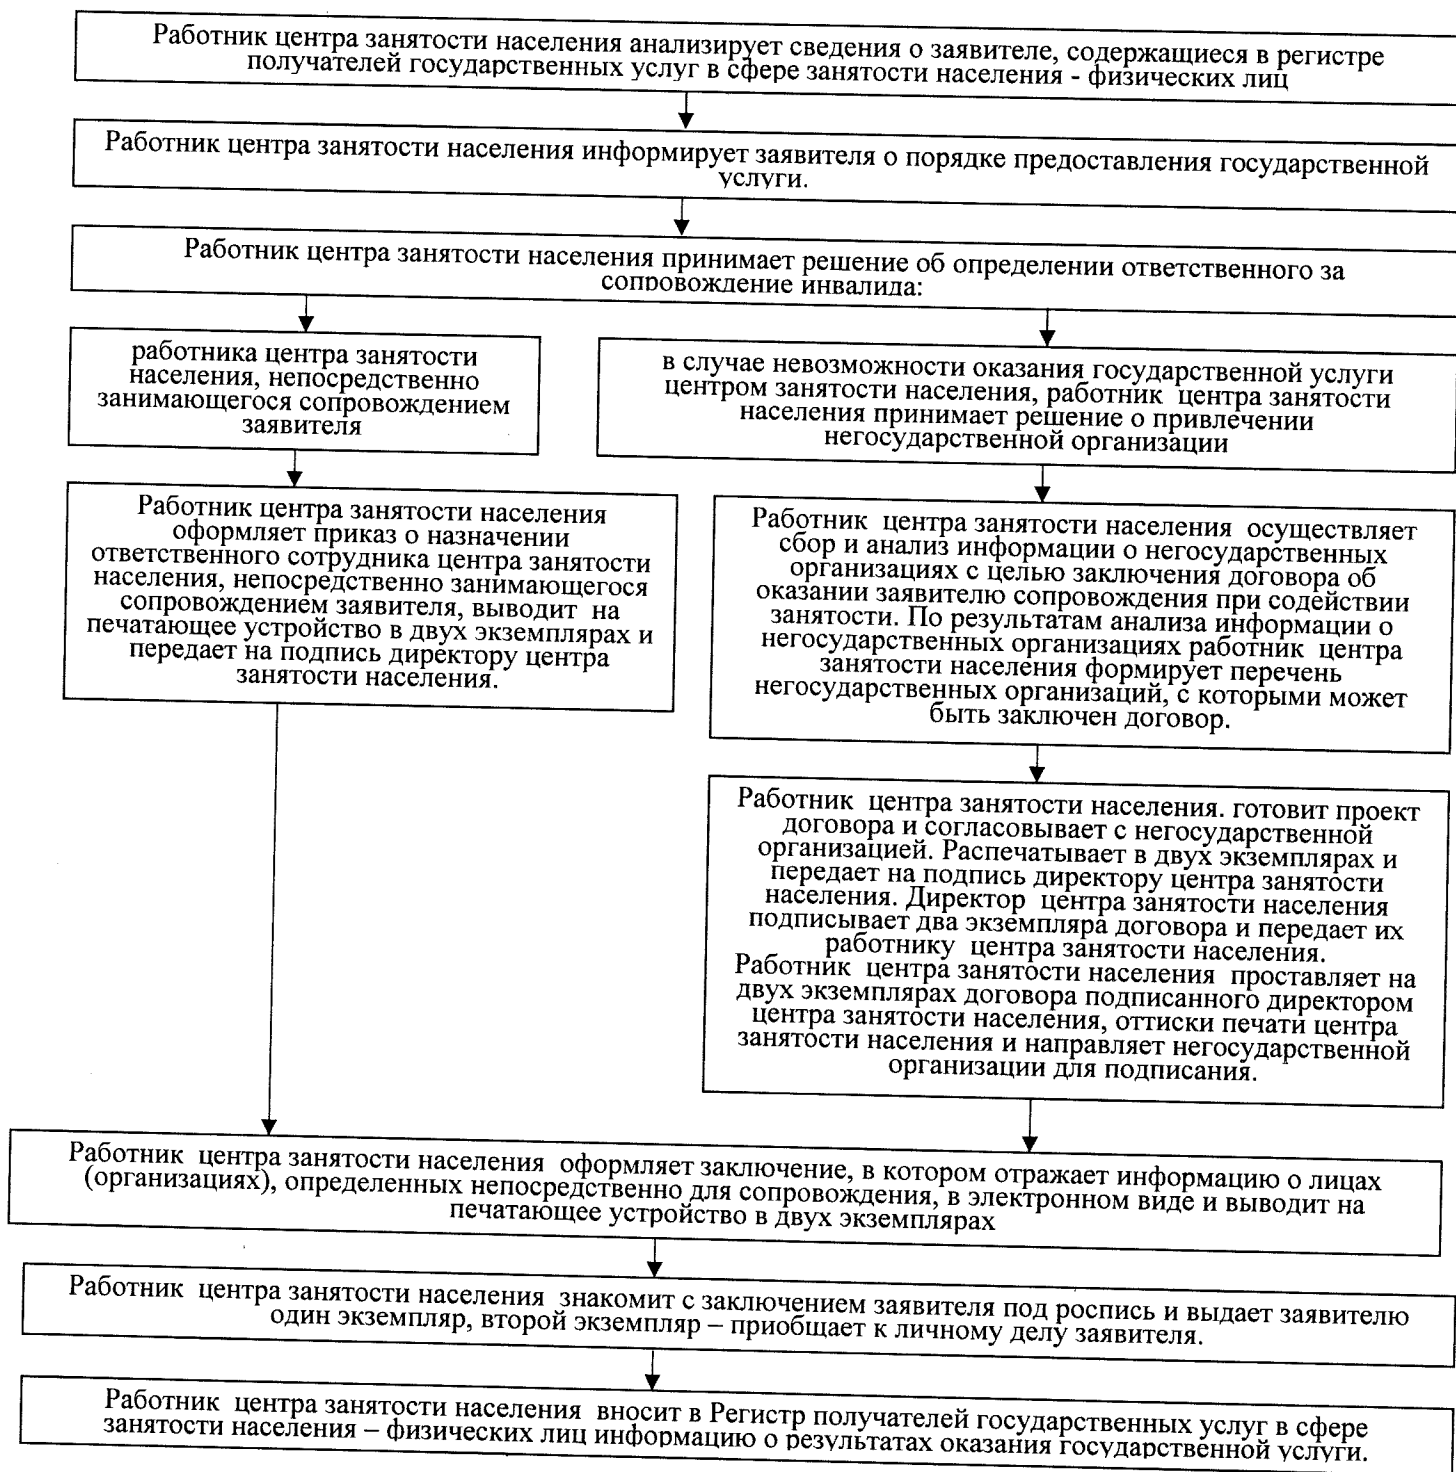 Работник центра занятости населения анализирует сведения о заявителе, содержащиеся в регистре
получателей государственных услуг в сфере занятости населения - физических лиц
Работник центра занятости населения информирует заявителя о порядке предоставления государственной
услуги.
Работник центра занятости населения принимает решение об определении ответственного за
сопровождение инвалида:
работника центра занятости
населения, непосредственно
занимающегося сопровождением
заявителя
в случае невозможности оказания государственной услуги
центром занятости населения, работник центра занятости
населения принимает решение о привлечении
негосударственной организации
Работник центра занятости населения
оформляет приказ о назначении
ответственного сотрудника центра занятости
населения, непосредственно занимающегося
сопровождением заявителя, выводит на
печатающее устройство в двух экземплярах и
передает на подпись директору центра
занятости населения.
Работник центра занятости населения осуществляет
сбор и анализ информации о негосударственных
организациях с целью заключения договора об
оказании заявителю сопровождения при содействии
занятости. По результатам анализа информации о
негосударственных организациях работник центра
занятости населения формирует перечень
негосударственных организаций, с которыми может
быть заключен договор.
Работник центра занятости населения. готовит проект
договора и согласовывает с негосударственной
организацией. Распечатывает в двух экземплярах и
передает на подпись директору центра занятости
населения. Директор центра занятости населения
подписывает два экземпляра договора и передает их
работнику центра занятости населения.
Работник центра занятости населения проставляет на
двух экземплярах договора подписанного директором
центра занятости населения, оттиски печати центра
занятости населения и направляет негосударственной
организации для подписания.
Работник центра занятости населения оформляет заключение, в котором отражает информацию о лицах
(организациях), определенных непосредственно для сопровождения, в электронном виде и выводит на
печатающее устройство в двух экземплярах
Работник центра занятости населения знакомит с заключением заявителя под роспись и выдает заявителю
один экземпляр, второй экземпляр – приобщает к личному делу заявителя.
Работник центра занятости населения вносит в Регистр получателей государственных услуг в сфере
занятости населения – физических лиц информацию о результатах оказания государственной услуги.